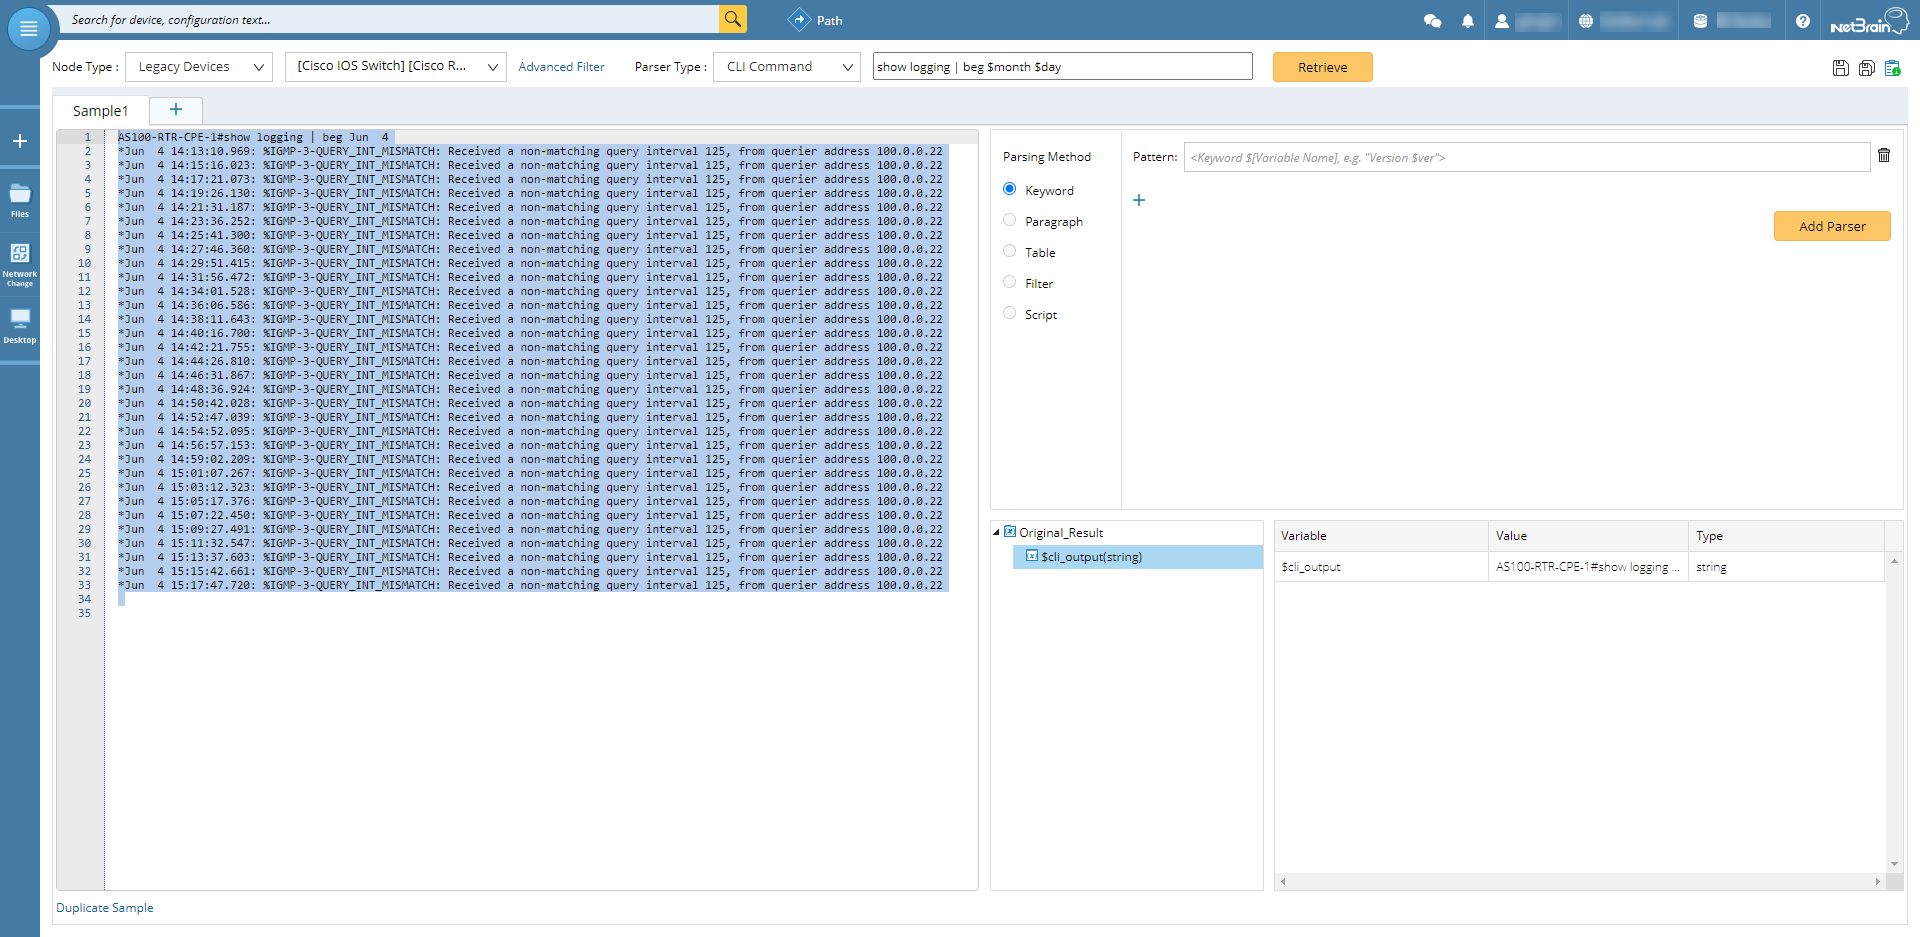 Search for device, configuration text...
Path
NetBrain
Node Type :
Legacy Devices
[Cisco IOS Switch] [Cisco R...
Advanced Filter
Parser Type :
CLI Command
show logging | beg $month $day
Retrieve
Sample1
+
Files
Network
Change
Desktop
1 AS100-RTR-CPE-1#show logging | beg Jun  4
2 *Jun  4 14:13:10.969: %IGMP-3-QUERY_INT_MISMATCH: Received a non-matching query interval 125, from querier address 100.0.0.22
3 *Jun  4 14:15:16.023: %IGMP-3-QUERY_INT_MISMATCH: Received a non-matching query interval 125, from querier address 100.0.0.22
4 *Jun  4 14:17:21.073: %IGMP-3-QUERY_INT_MISMATCH: Received a non-matching query interval 125, from querier address 100.0.0.22
5 *Jun  4 14:19:26.130: %IGMP-3-QUERY_INT_MISMATCH: Received a non-matching query interval 125, from querier address 100.0.0.22
6 *Jun  4 14:21:31.187: %IGMP-3-QUERY_INT_MISMATCH: Received a non-matching query interval 125, from querier address 100.0.0.22
7 *Jun  4 14:23:36.252: %IGMP-3-QUERY_INT_MISMATCH: Received a non-matching query interval 125, from querier address 100.0.0.22
8 *Jun  4 14:25:41.300: %IGMP-3-QUERY_INT_MISMATCH: Received a non-matching query interval 125, from querier address 100.0.0.22
9 *Jun  4 14:27:46.360: %IGMP-3-QUERY_INT_MISMATCH: Received a non-matching query interval 125, from querier address 100.0.0.22
10 *Jun  4 14:29:51.415: %IGMP-3-QUERY_INT_MISMATCH: Received a non-matching query interval 125, from querier address 100.0.0.22
11 *Jun  4 14:31:56.472: %IGMP-3-QUERY_INT_MISMATCH: Received a non-matching query interval 125, from querier address 100.0.0.22
12 *Jun  4 14:34:01.528: %IGMP-3-QUERY_INT_MISMATCH: Received a non-matching query interval 125, from querier address 100.0.0.22
13 *Jun  4 14:36:06.586: %IGMP-3-QUERY_INT_MISMATCH: Received a non-matching query interval 125, from querier address 100.0.0.22
14 *Jun  4 14:38:11.643: %IGMP-3-QUERY_INT_MISMATCH: Received a non-matching query interval 125, from querier address 100.0.0.22
15 *Jun  4 14:40:16.700: %IGMP-3-QUERY_INT_MISMATCH: Received a non-matching query interval 125, from querier address 100.0.0.22
16 *Jun  4 14:42:21.755: %IGMP-3-QUERY_INT_MISMATCH: Received a non-matching query interval 125, from querier address 100.0.0.22
17 *Jun  4 14:44:26.810: %IGMP-3-QUERY_INT_MISMATCH: Received a non-matching query interval 125, from querier address 100.0.0.22
18 *Jun  4 14:46:31.867: %IGMP-3-QUERY_INT_MISMATCH: Received a non-matching query interval 125, from querier address 100.0.0.22
19 *Jun  4 14:48:36.924: %IGMP-3-QUERY_INT_MISMATCH: Received a non-matching query interval 125, from querier address 100.0.0.22
20 *Jun  4 14:50:42.028: %IGMP-3-QUERY_INT_MISMATCH: Received a non-matching query interval 125, from querier address 100.0.0.22
21 *Jun  4 14:52:47.039: %IGMP-3-QUERY_INT_MISMATCH: Received a non-matching query interval 125, from querier address 100.0.0.22
22 *Jun  4 14:54:52.095: %IGMP-3-QUERY_INT_MISMATCH: Received a non-matching query interval 125, from querier address 100.0.0.22
23 *Jun  4 14:56:57.153: %IGMP-3-QUERY_INT_MISMATCH: Received a non-matching query interval 125, from querier address 100.0.0.22
24 *Jun  4 14:59:02.209: %IGMP-3-QUERY_INT_MISMATCH: Received a non-matching query interval 125, from querier address 100.0.0.22
25 *Jun  4 15:01:07.267: %IGMP-3-QUERY_INT_MISMATCH: Received a non-matching query interval 125, from querier address 100.0.0.22
26 *Jun  4 15:03:12.323: %IGMP-3-QUERY_INT_MISMATCH: Received a non-matching query interval 125, from querier address 100.0.0.22
27 *Jun  4 15:05:17.376: %IGMP-3-QUERY_INT_MISMATCH: Received a non-matching query interval 125, from querier address 100.0.0.22
28 *Jun  4 15:07:22.450: %IGMP-3-QUERY_INT_MISMATCH: Received a non-matching query interval 125, from querier address 100.0.0.22
29 *Jun  4 15:09:27.491: %IGMP-3-QUERY_INT_MISMATCH: Received a non-matching query interval 125, from querier address 100.0.0.22
30 *Jun  4 15:11:32.547: %IGMP-3-QUERY_INT_MISMATCH: Received a non-matching query interval 125, from querier address 100.0.0.22
31 *Jun  4 15:13:37.603: %IGMP-3-QUERY_INT_MISMATCH: Received a non-matching query interval 125, from querier address 100.0.0.22
32 *Jun  4 15:15:42.661: %IGMP-3-QUERY_INT_MISMATCH: Received a non-matching query interval 125, from querier address 100.0.0.22
33 *Jun  4 15:17:47.720: %IGMP-3-QUERY_INT_MISMATCH: Received a non-matching query interval 125, from querier address 100.0.0.22
34
35
Duplicate Sample
Parsing Method
Keyword
Paragraph
Table
Filter
Script
Pattern:
<Keyword $[Variable Name], e.g. "Version $ver">
+
Add Parser
Original_Result
$cli_output(string)
Variable Value Type
$cli_output AS100-RTR-CPE-1#show logging ... string